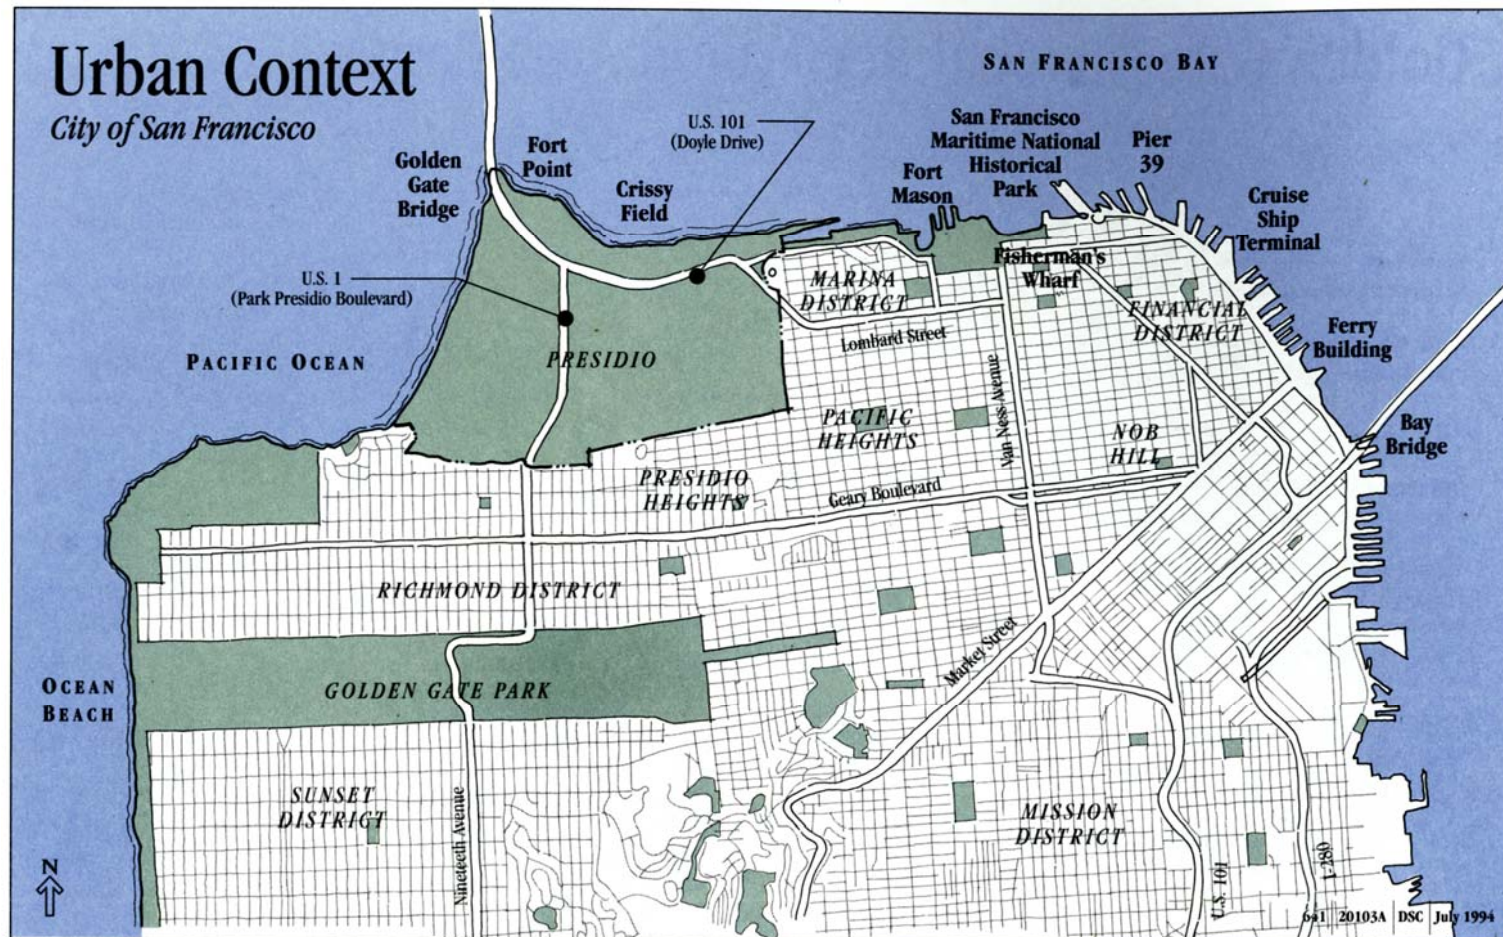 Urban Context
City of San Francisco
SAN FRANCISCO BAY
U.S. 101
(Doyle Drive)
San Francisco
Maritime National
Historical
Park
Pier
39
Golden
Gate
Bridge
Fort
Point
Crissy
Field
Fort
Mason
Cruise
Ship
Terminal
U.S. 1
(Park Presidio Boulevard)
MARINA
DISTRICT
Fisherman's
Wharf
FINANCIAL
DISTRICT
Ferry
Building
PACIFIC OCEAN
PRESIDIO
Lombard Street
Van Ness Avenue
PACIFIC
HEIGHTS
NOB
HILL
Bay
Bridge
PRESIDIO
HEIGHTS
Geary Boulevard
RICHMOND DISTRICT
Market Street
OCEAN
BEACH
GOLDEN GATE PARK
SUNSET
DISTRICT
Nineteeth Avenue
MISSION
DISTRICT
U.S. 101
I-280
N
641 20103A DSC July 1994